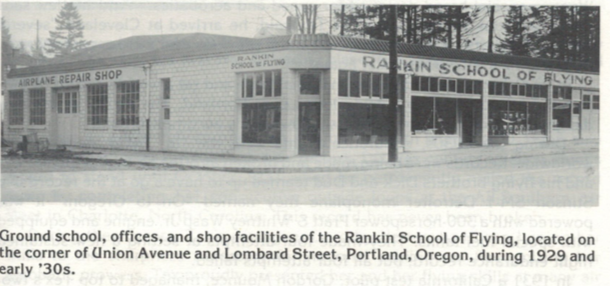 AIRPLANE REPAIR SHOP
RANKIN
SCHOOL OF FLYING
RANKIN SCHOOL OF FLYING
Ground school, offices, and shop facilities of the Rankin School of Flying, located on
the corner of Union Avenue and Lombard Street, Portland, Oregon, during 1929 and
early '30s.